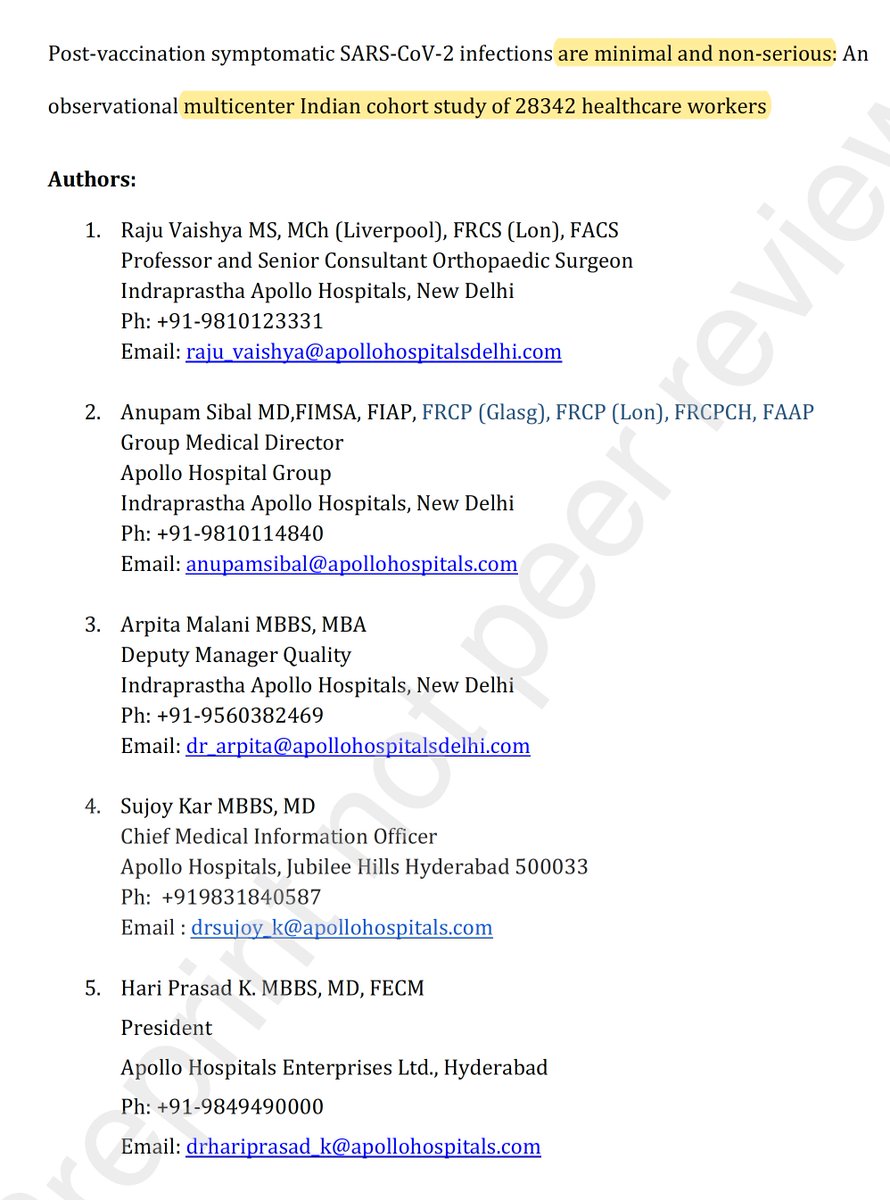 Post-vaccination symptomatic SARS-CoV-2 infections are minimal and non-serious: An
observational multicenter Indian cohort study of 28342 healthcare workers
Authors:
1. Raju Vaishya MS, MCh (Liverpool), FRCS (Lon), FACS
Professor and Senior Consultant Orthopaedic Surgeon
Indraprastha Apollo Hospitals, New Delhi
Ph: +91-9810123331
Email: raju_vaishya@apollohospitalsdelhi.com
2. Anupam Sibal MD,FIMSA, FIAP, FRCP (Glasg), FRCP (Lon), FRCPCH, FAAP
Group Medical Director
Apollo Hospital Group
Indraprastha Apollo Hospitals, New Delhi
Ph: +91-9810114840
Email: anupamsibal@apollohospitals.com
3. Arpita Malani MBBS, MBA
Deputy Manager Quality
Indraprastha Apollo Hospitals, New Delhi
Ph: +91-9560382469
Email: dr_arpita@apollohospitalsdelhi.com
4. Sujoy Kar MBBS, MD
Chief Medical Information Officer
Apollo Hospitals, Jubilee Hills Hyderabad 500033
Ph: +919831840587
Email : drsujoy_k@apollohospitals.com
5. Hari Prasad K. MBBS, MD, FECM
President
Apollo Hospitals Enterprises Ltd., Hyderabad
Ph: +91-9849490000
Email: drhariprasad_k@apollohospitals.com
Preprint not peer review